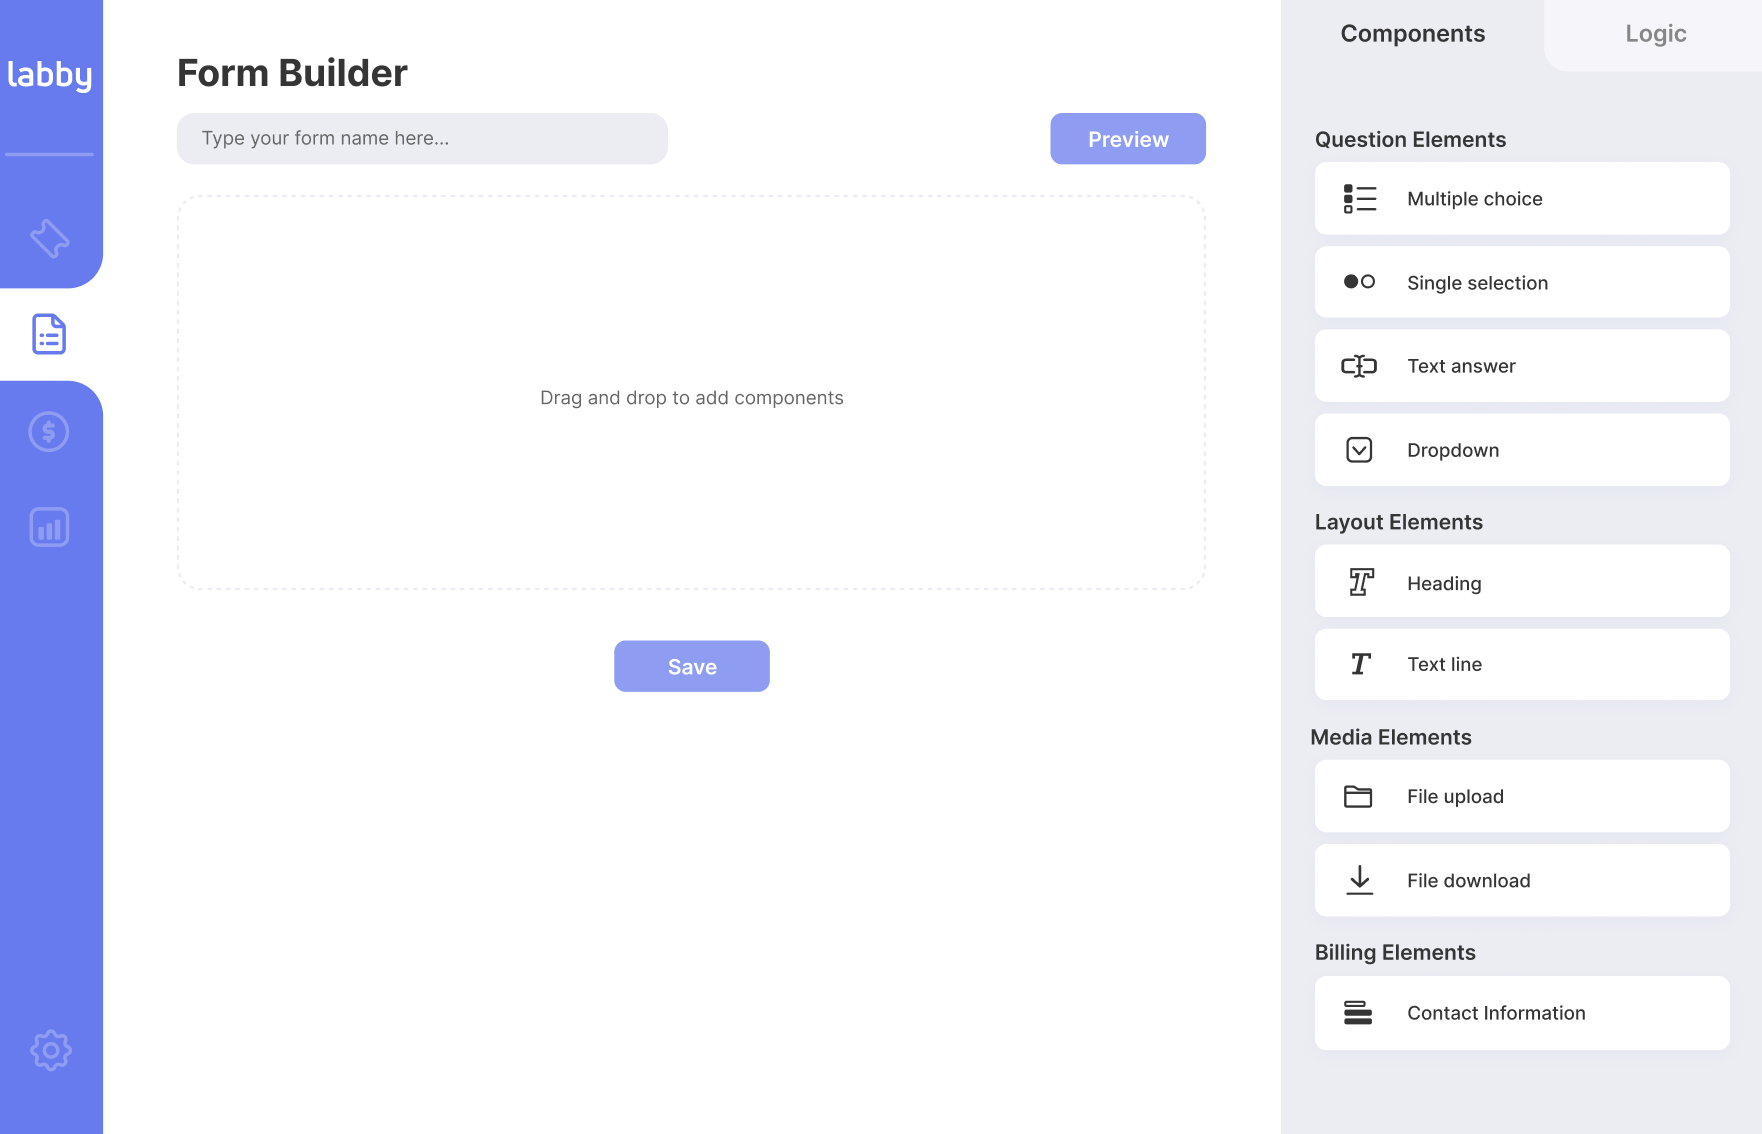 labby
Form Builder
Type your form name here...
Preview
Drag and drop to add components
Save
Components
Logic
Question Elements
Multiple choice
Single selection
Text answer
Dropdown
Layout Elements
Heading
Text line
Media Elements
File upload
File download
Billing Elements
Contact Information